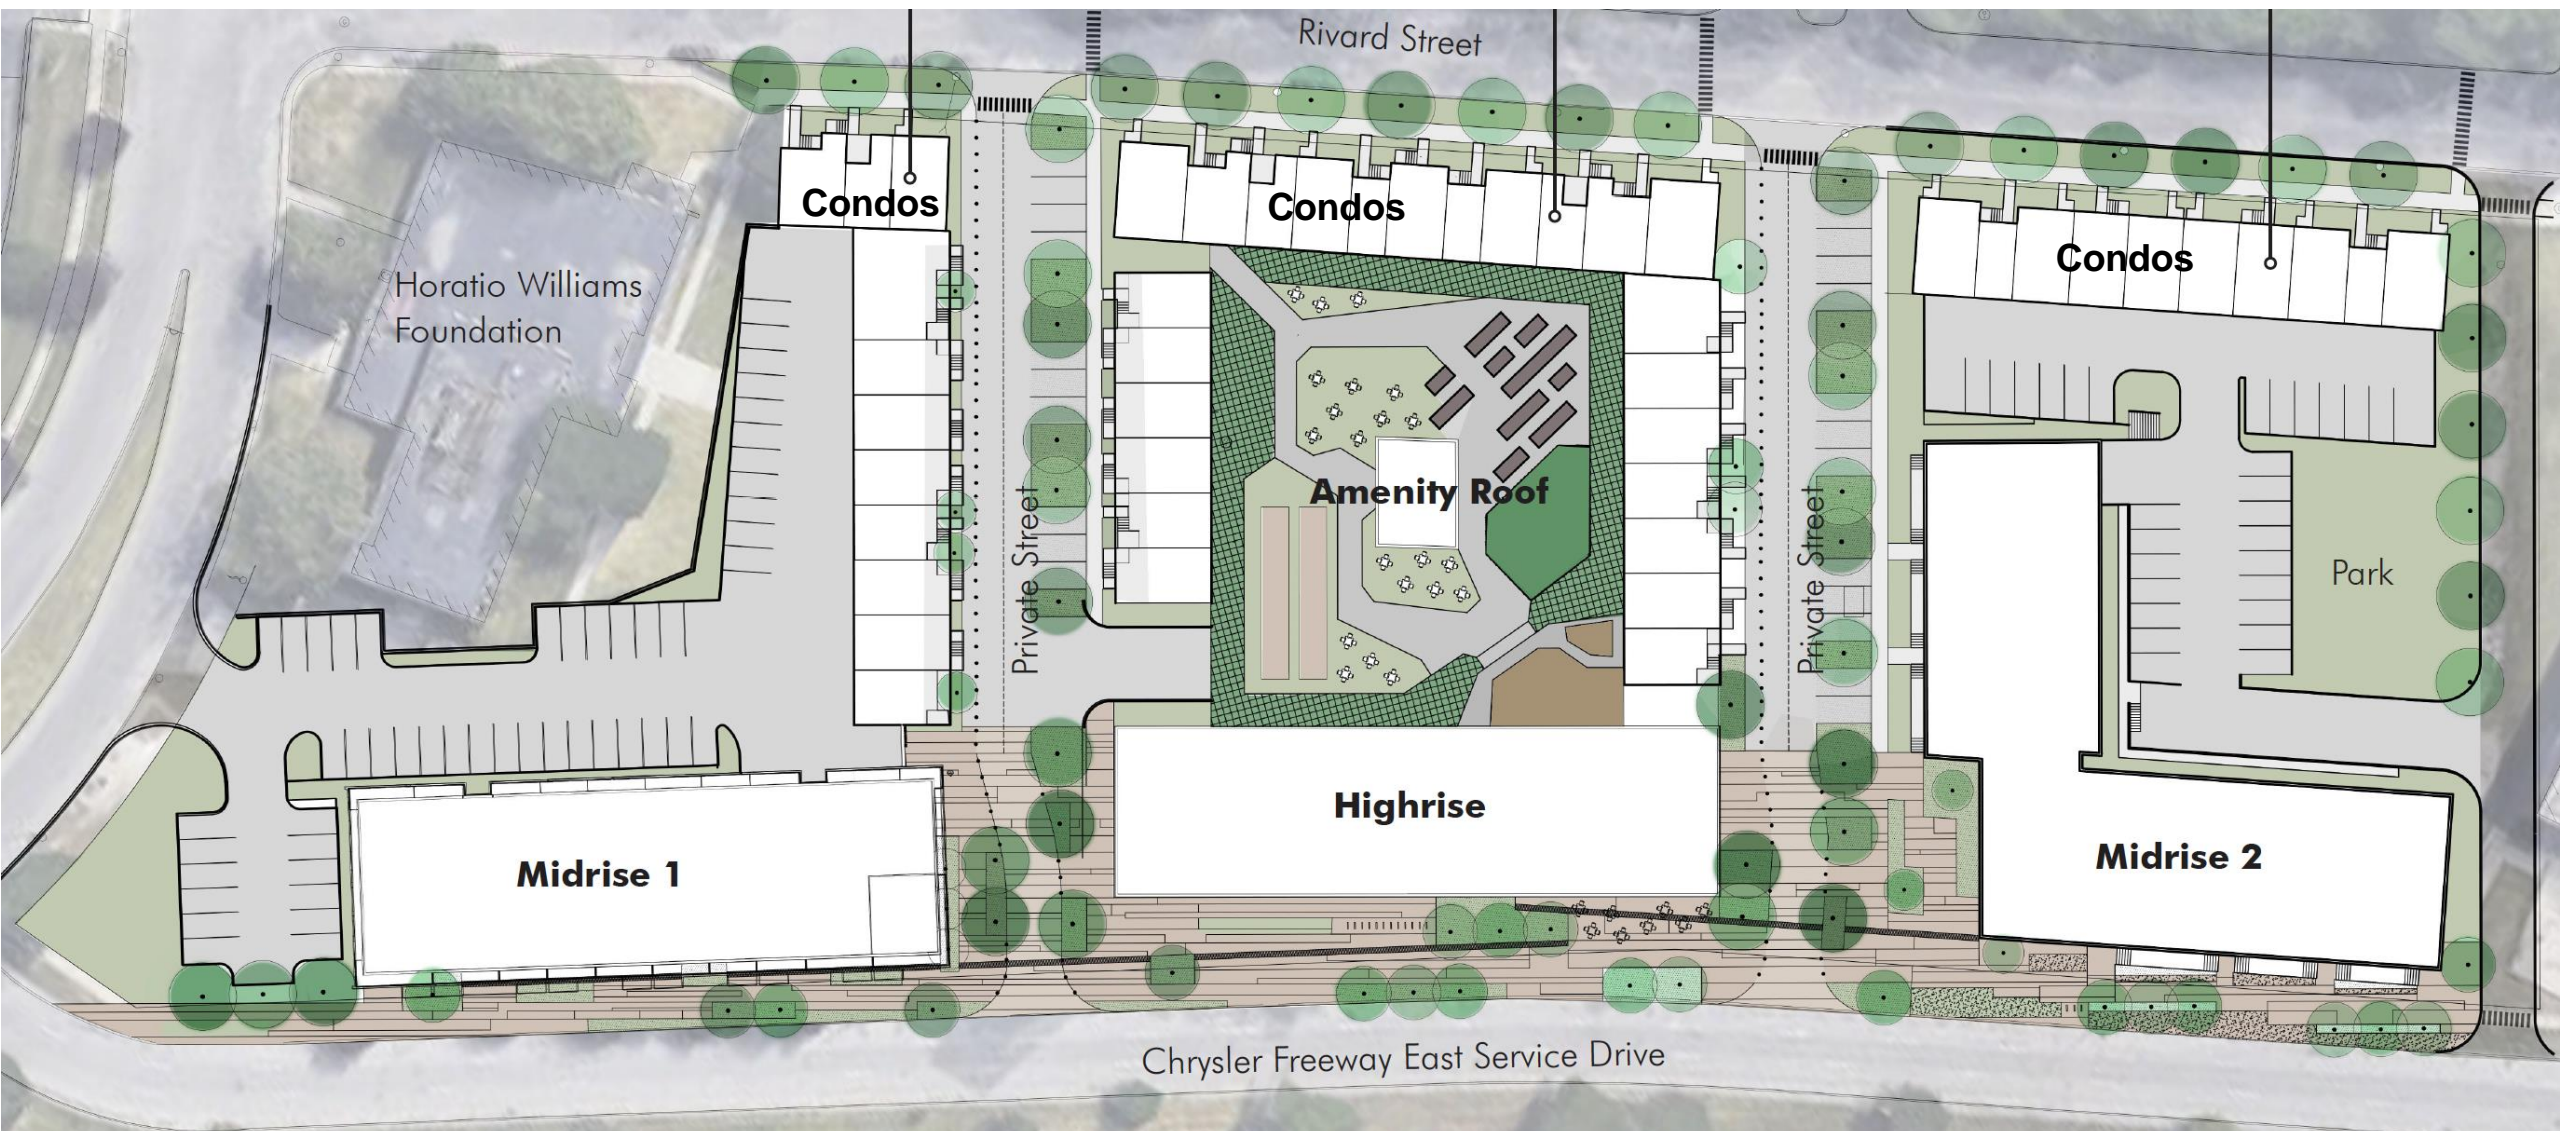 Rivard Street
Condos
Condos
Condos
Horatio Williams
Foundation
Private Street
Amenity Roof
Private Street
Park
Highrise
Midrise 1
Midrise 2
Chrysler Freeway East Service Drive